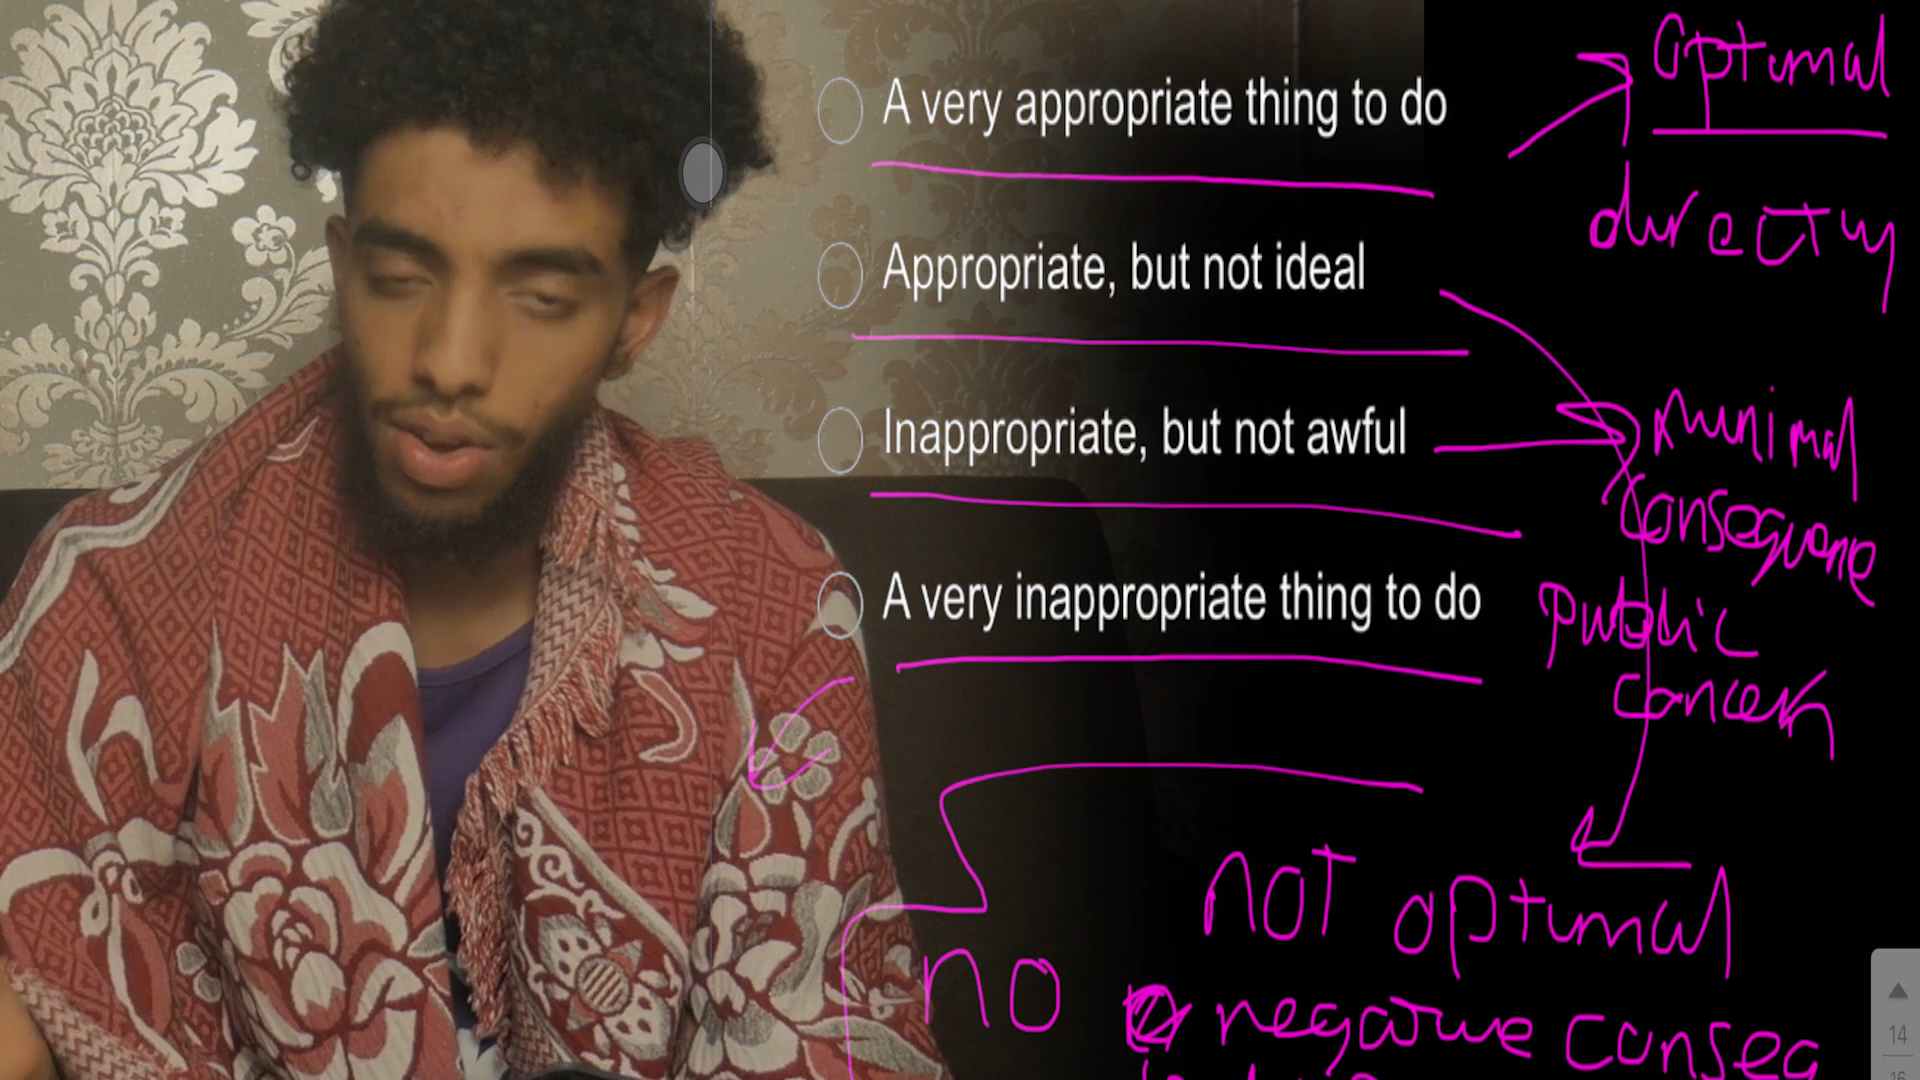 A very appropriate thing to do
optimal
directly
Appropriate, but not ideal
Inappropriate, but not awful
minimal
consequence
public
concern
A very inappropriate thing to do
not optimal
no
negative conseq
14
16